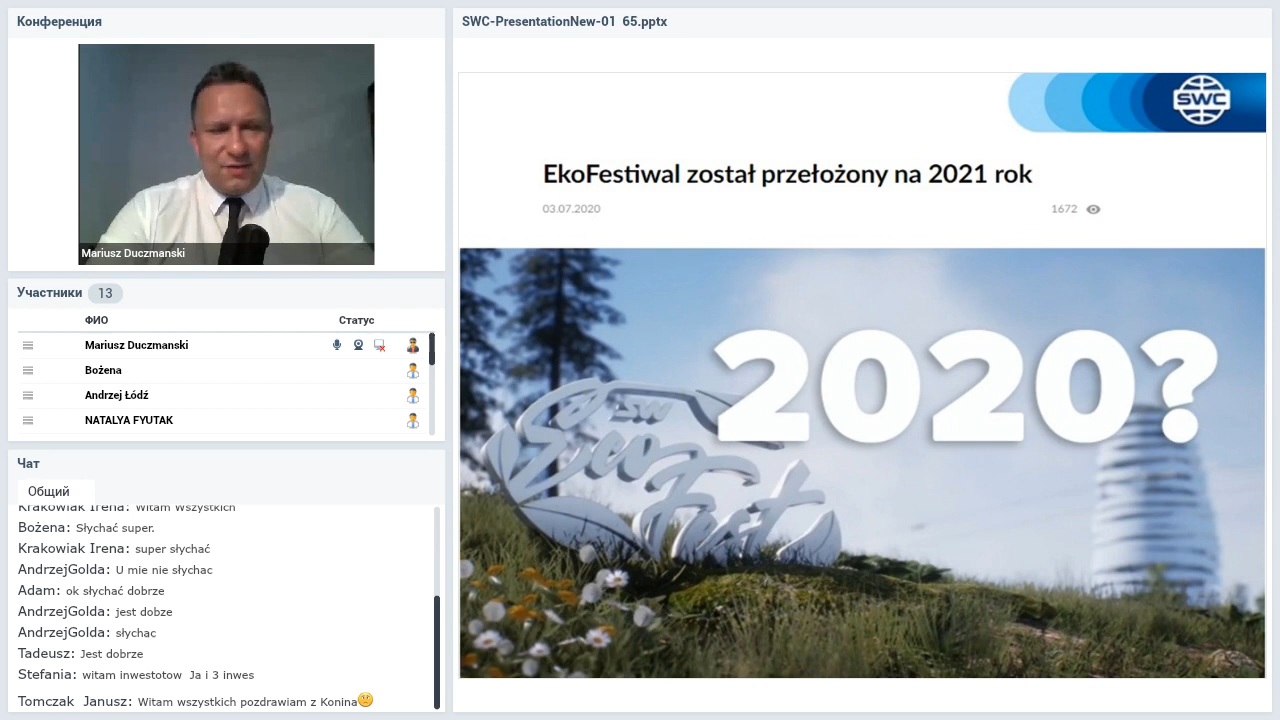 Конференция
Mariusz Duczmanski
Участники 13
ФИО Статус
Mariusz Duczmanski
Bożena
Andrzej Łódź
NATALYA FYUTAK
Чат
Общий
Krakowiak Irena: Witam Wszystkich
Bożena: Słychać super.
Krakowiak Irena: super słychać
AndrzejGolda: U mie nie słychac
Adam: ok słychać dobrze
AndrzejGolda: jest dobze
AndrzejGolda: słychac
Tadeusz: Jest dobrze
Stefania: witam inwestotow Ja i 3 inwes
Tomczak Janusz: Witam wszystkich pozdrawiam z Konina
SWC-PresentationNew-01 65.pptx
SWC
EkoFestiwal został przełożony na 2021 rok
03.07.2020 1672
2020?
SW
Eco
Fest